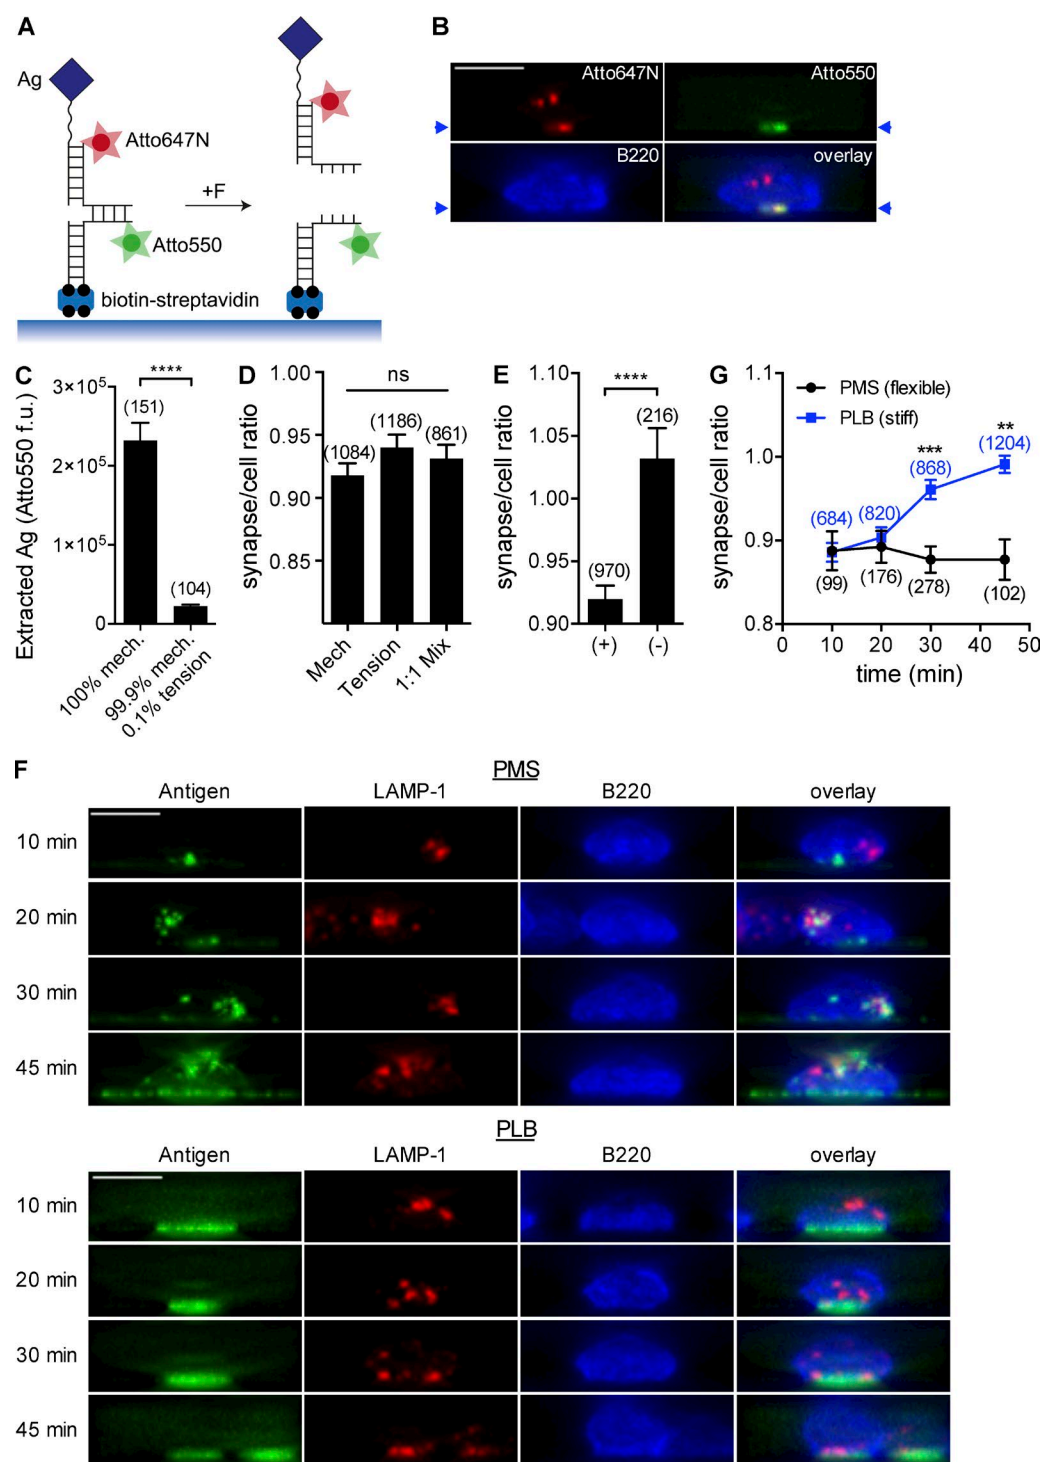 A
Ag
Atto647N
+F
Atto550
biotin-streptavidin
B
Atto647N
Atto550
B220
overlay
C
Extracted Ag (Atto550 f.u.)
3×10⁵
2×10⁵
1×10⁵
0
****
(151)
(104)
100% mech.
99.9% mech.
0.1% tension
D
synapse/cell ratio
1.00
0.95
0.90
0.85
ns
(1084)
(1186)
(861)
Mech
Tension
1:1 Mix
E
synapse/cell ratio
1.10
1.05
1.00
0.95
0.90
****
(970)
(216)
(+)
(-)
G
synapse/cell ratio
1.1
1.0
0.9
0.8
PMS (flexible)
PLB (stiff)
***
**
(684)
(820)
(868)
(1204)
(99)
(176)
(278)
(102)
0
10
20
30
40
50
time (min)
F
PMS
Antigen
LAMP-1
B220
overlay
10 min
20 min
30 min
45 min
PLB
Antigen
LAMP-1
B220
overlay
10 min
20 min
30 min
45 min